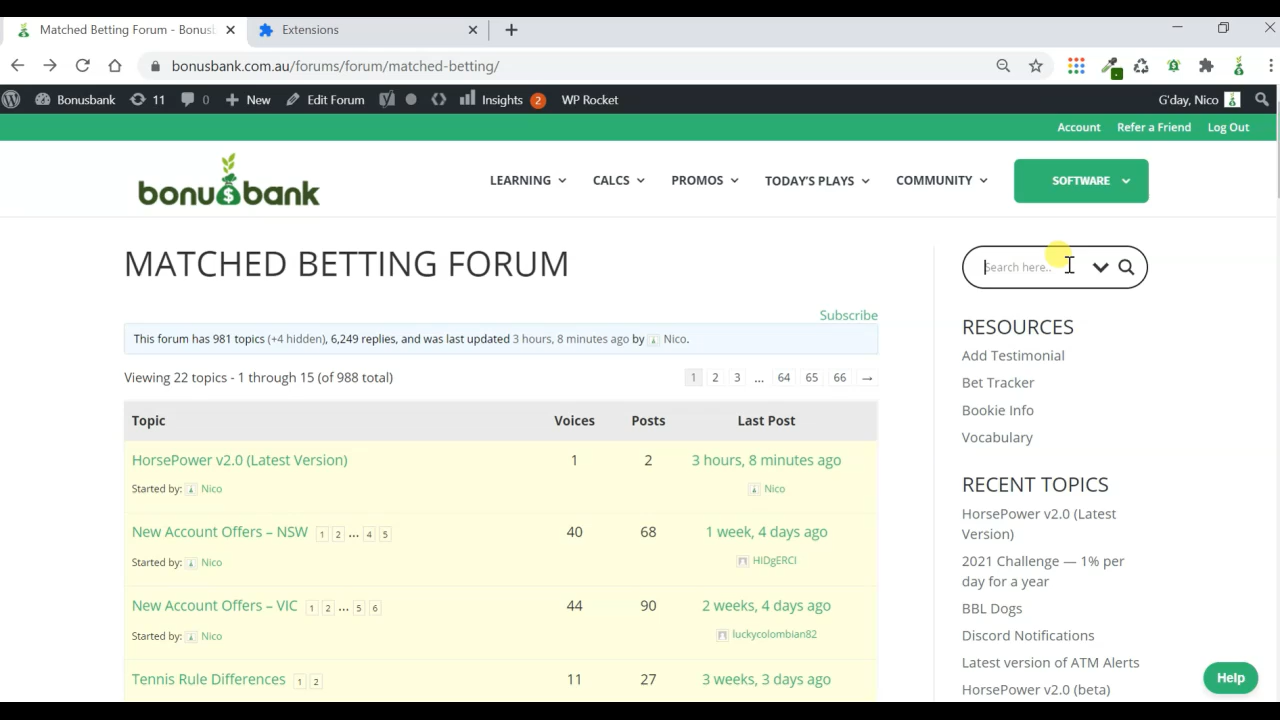 Matched Betting Forum - Bonusb
Extensions
bonusbank.com.au/forums/forum/matched-betting/
Bonusbank 11 0 New Edit Forum Insights 2 WP Rocket G'day, Nico
Account Refer a Friend Log Out
bonusbank
LEARNING CALCS PROMOS TODAY'S PLAYS COMMUNITY SOFTWARE
MATCHED BETTING FORUM
Search here..
Subscribe
This forum has 981 topics (+4 hidden), 6,249 replies, and was last updated 3 hours, 8 minutes ago by Nico.
Viewing 22 topics - 1 through 15 (of 988 total)
1 2 3 ... 64 65 66 →
Topic Voices Posts Last Post
HorsePower v2.0 (Latest Version) 1 2 3 hours, 8 minutes ago
Started by: Nico Nico
New Account Offers – NSW 1 2 ... 4 5 40 68 1 week, 4 days ago
Started by: Nico HIDgERCI
New Account Offers – VIC 1 2 ... 5 6 44 90 2 weeks, 4 days ago
Started by: Nico luckycolombian82
Tennis Rule Differences 1 2 11 27 3 weeks, 3 days ago
RESOURCES
Add Testimonial
Bet Tracker
Bookie Info
Vocabulary
RECENT TOPICS
HorsePower v2.0 (Latest
Version)
2021 Challenge — 1% per
day for a year
BBL Dogs
Discord Notifications
Latest version of ATM Alerts
HorsePower v2.0 (beta)
Help